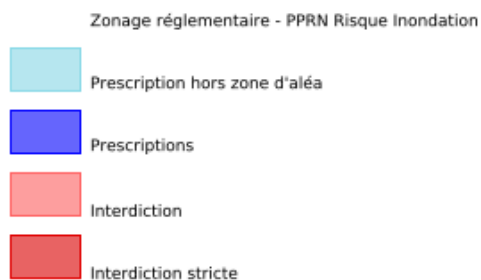 Zonage réglementaire - PPRN Risque Inondation
Prescription hors zone d'aléa
Prescriptions
Interdiction
Interdiction stricte